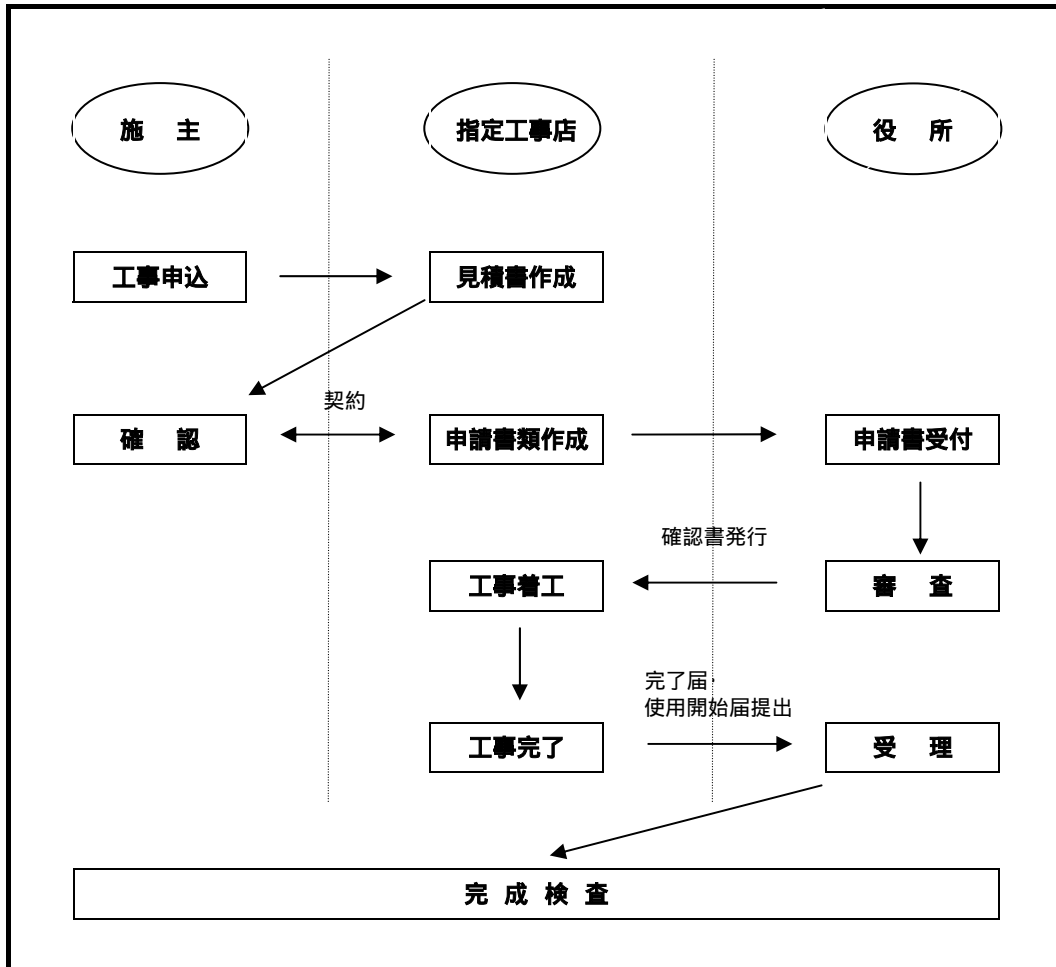 施 主
指定工事店
役 所
工事申込
見積書作成
契約
確 認
申請書類作成
申請書受付
確認書発行
工事着工
審 査
完了届・
使用開始届提出
工事完了
受 理
完 成 検 査